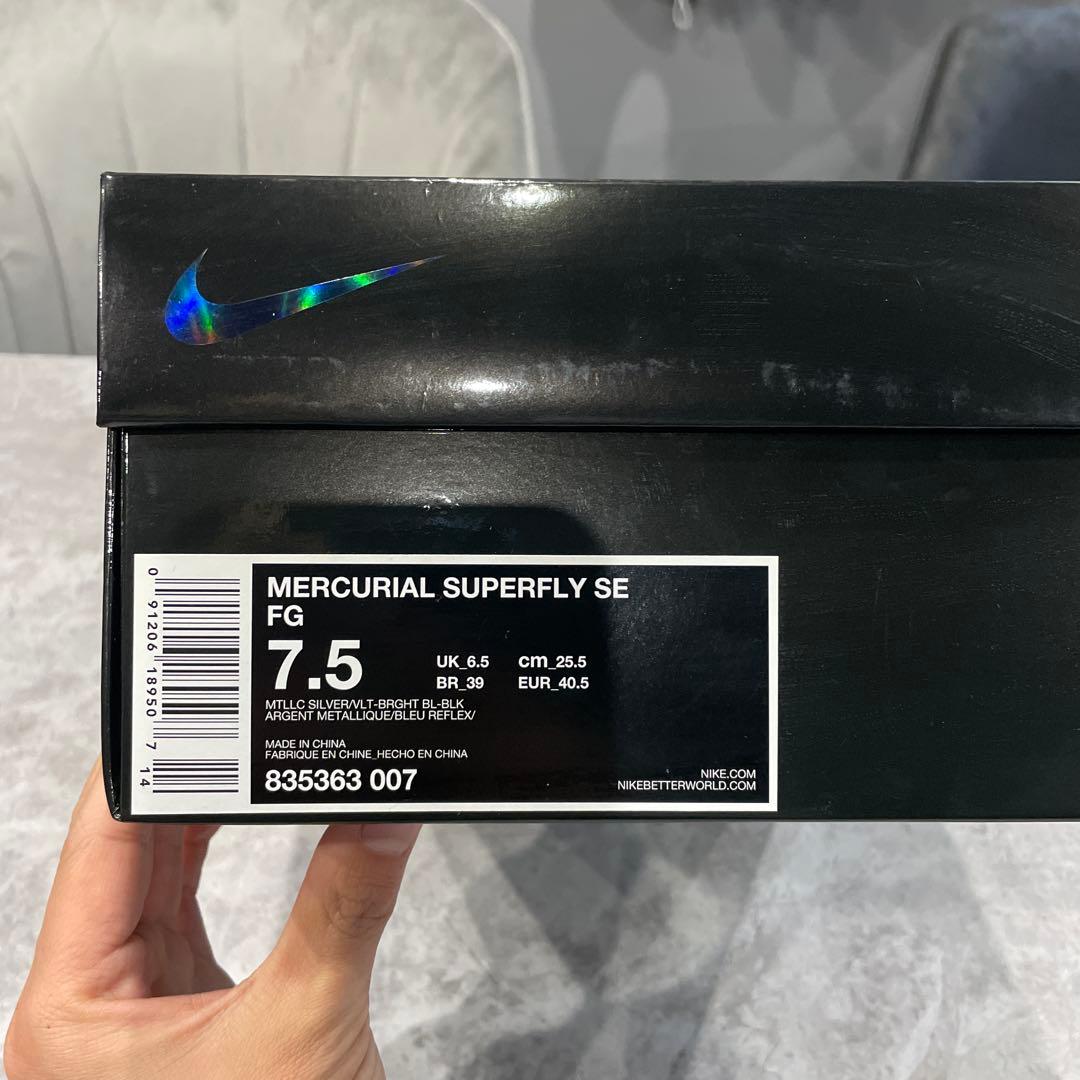 MERCURIAL SUPERFLY SE
FG
7.5
UK_6.5 cm_25.5
BR_39 EUR_40.5
MTLLC SILVER/VLT-BRGHT BL-BLK
ARGENT METALLIQUE/BLEU REFLEX/
MADE IN CHINA
FABRIQUE EN CHINE_HECHO EN CHINA
835363 007
NIKE.COM
NIKEBETTERWORLD.COM
0 91206 18950 7 14